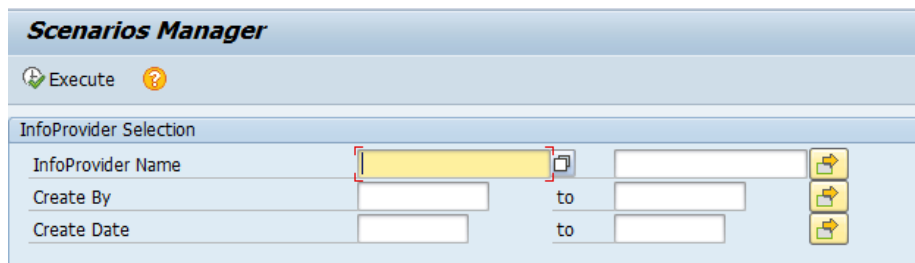 Scenarios Manager
Execute
InfoProvider Selection
InfoProvider Name
Create By to
Create Date to